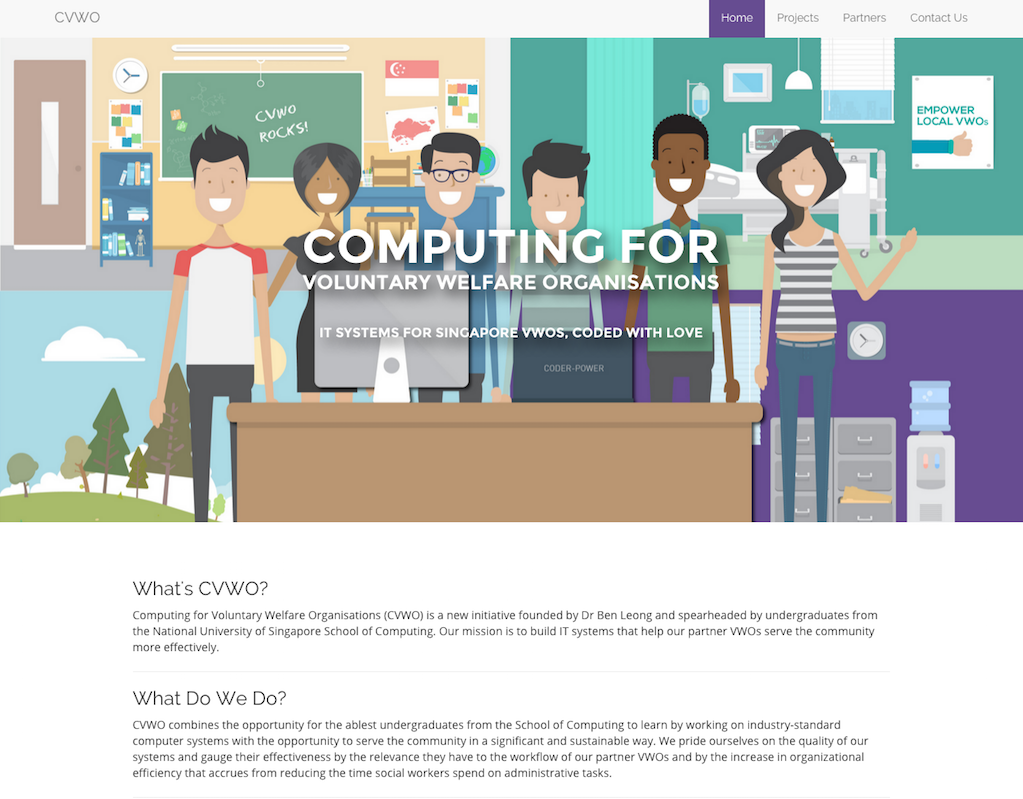 CVWO
Home Projects Partners Contact Us
CVWO
ROCKS!
EMPOWER
LOCAL VWOs
COMPUTING FOR
VOLUNTARY WELFARE ORGANISATIONS
IT SYSTEMS FOR SINGAPORE VWOS, CODED WITH LOVE
CODER-POWER
What's CVWO?
Computing for Voluntary Welfare Organisations (CVWO) is a new initiative founded by Dr Ben Leong and spearheaded by undergraduates from
the National University of Singapore School of Computing. Our mission is to build IT systems that help our partner VWOs serve the community
more effectively.
What Do We Do?
CVWO combines the opportunity for the ablest undergraduates from the School of Computing to learn by working on industry-standard
computer systems with the opportunity to serve the community in a significant and sustainable way. We pride ourselves on the quality of our
systems and gauge their effectiveness by the relevance they have to the workflow of our partner VWOs and by the increase in organizational
efficiency that accrues from reducing the time social workers spend on administrative tasks.